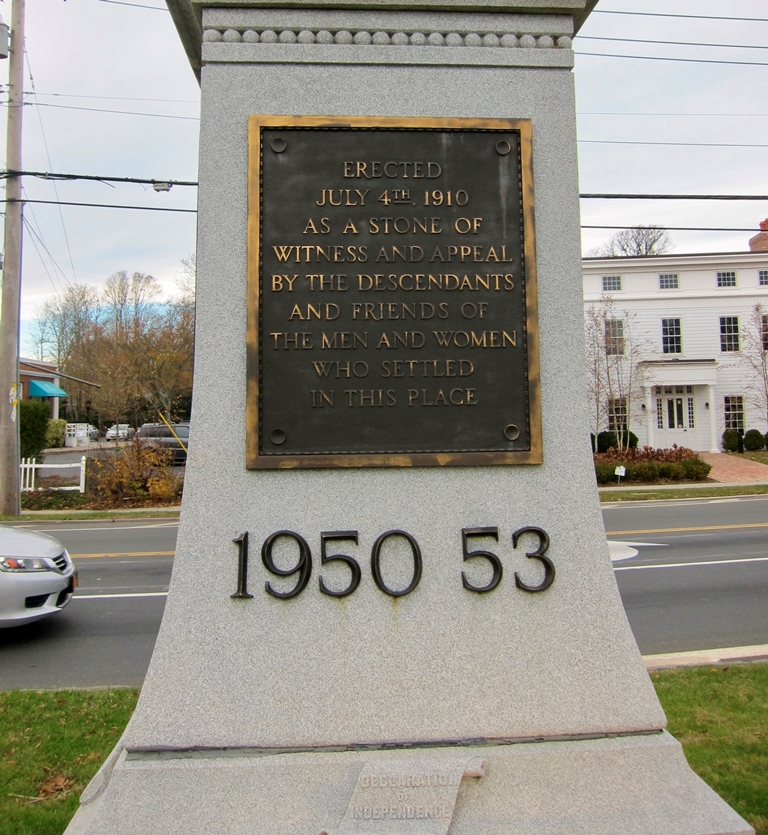 ERECTED
JULY 4TH, 1910
AS A STONE OF
WITNESS AND APPEAL
BY THE DESCENDANTS
AND FRIENDS OF
THE MEN AND WOMEN
WHO SETTLED
IN THIS PLACE
1950 53
DECLARATION
OF
INDEPENDENCE